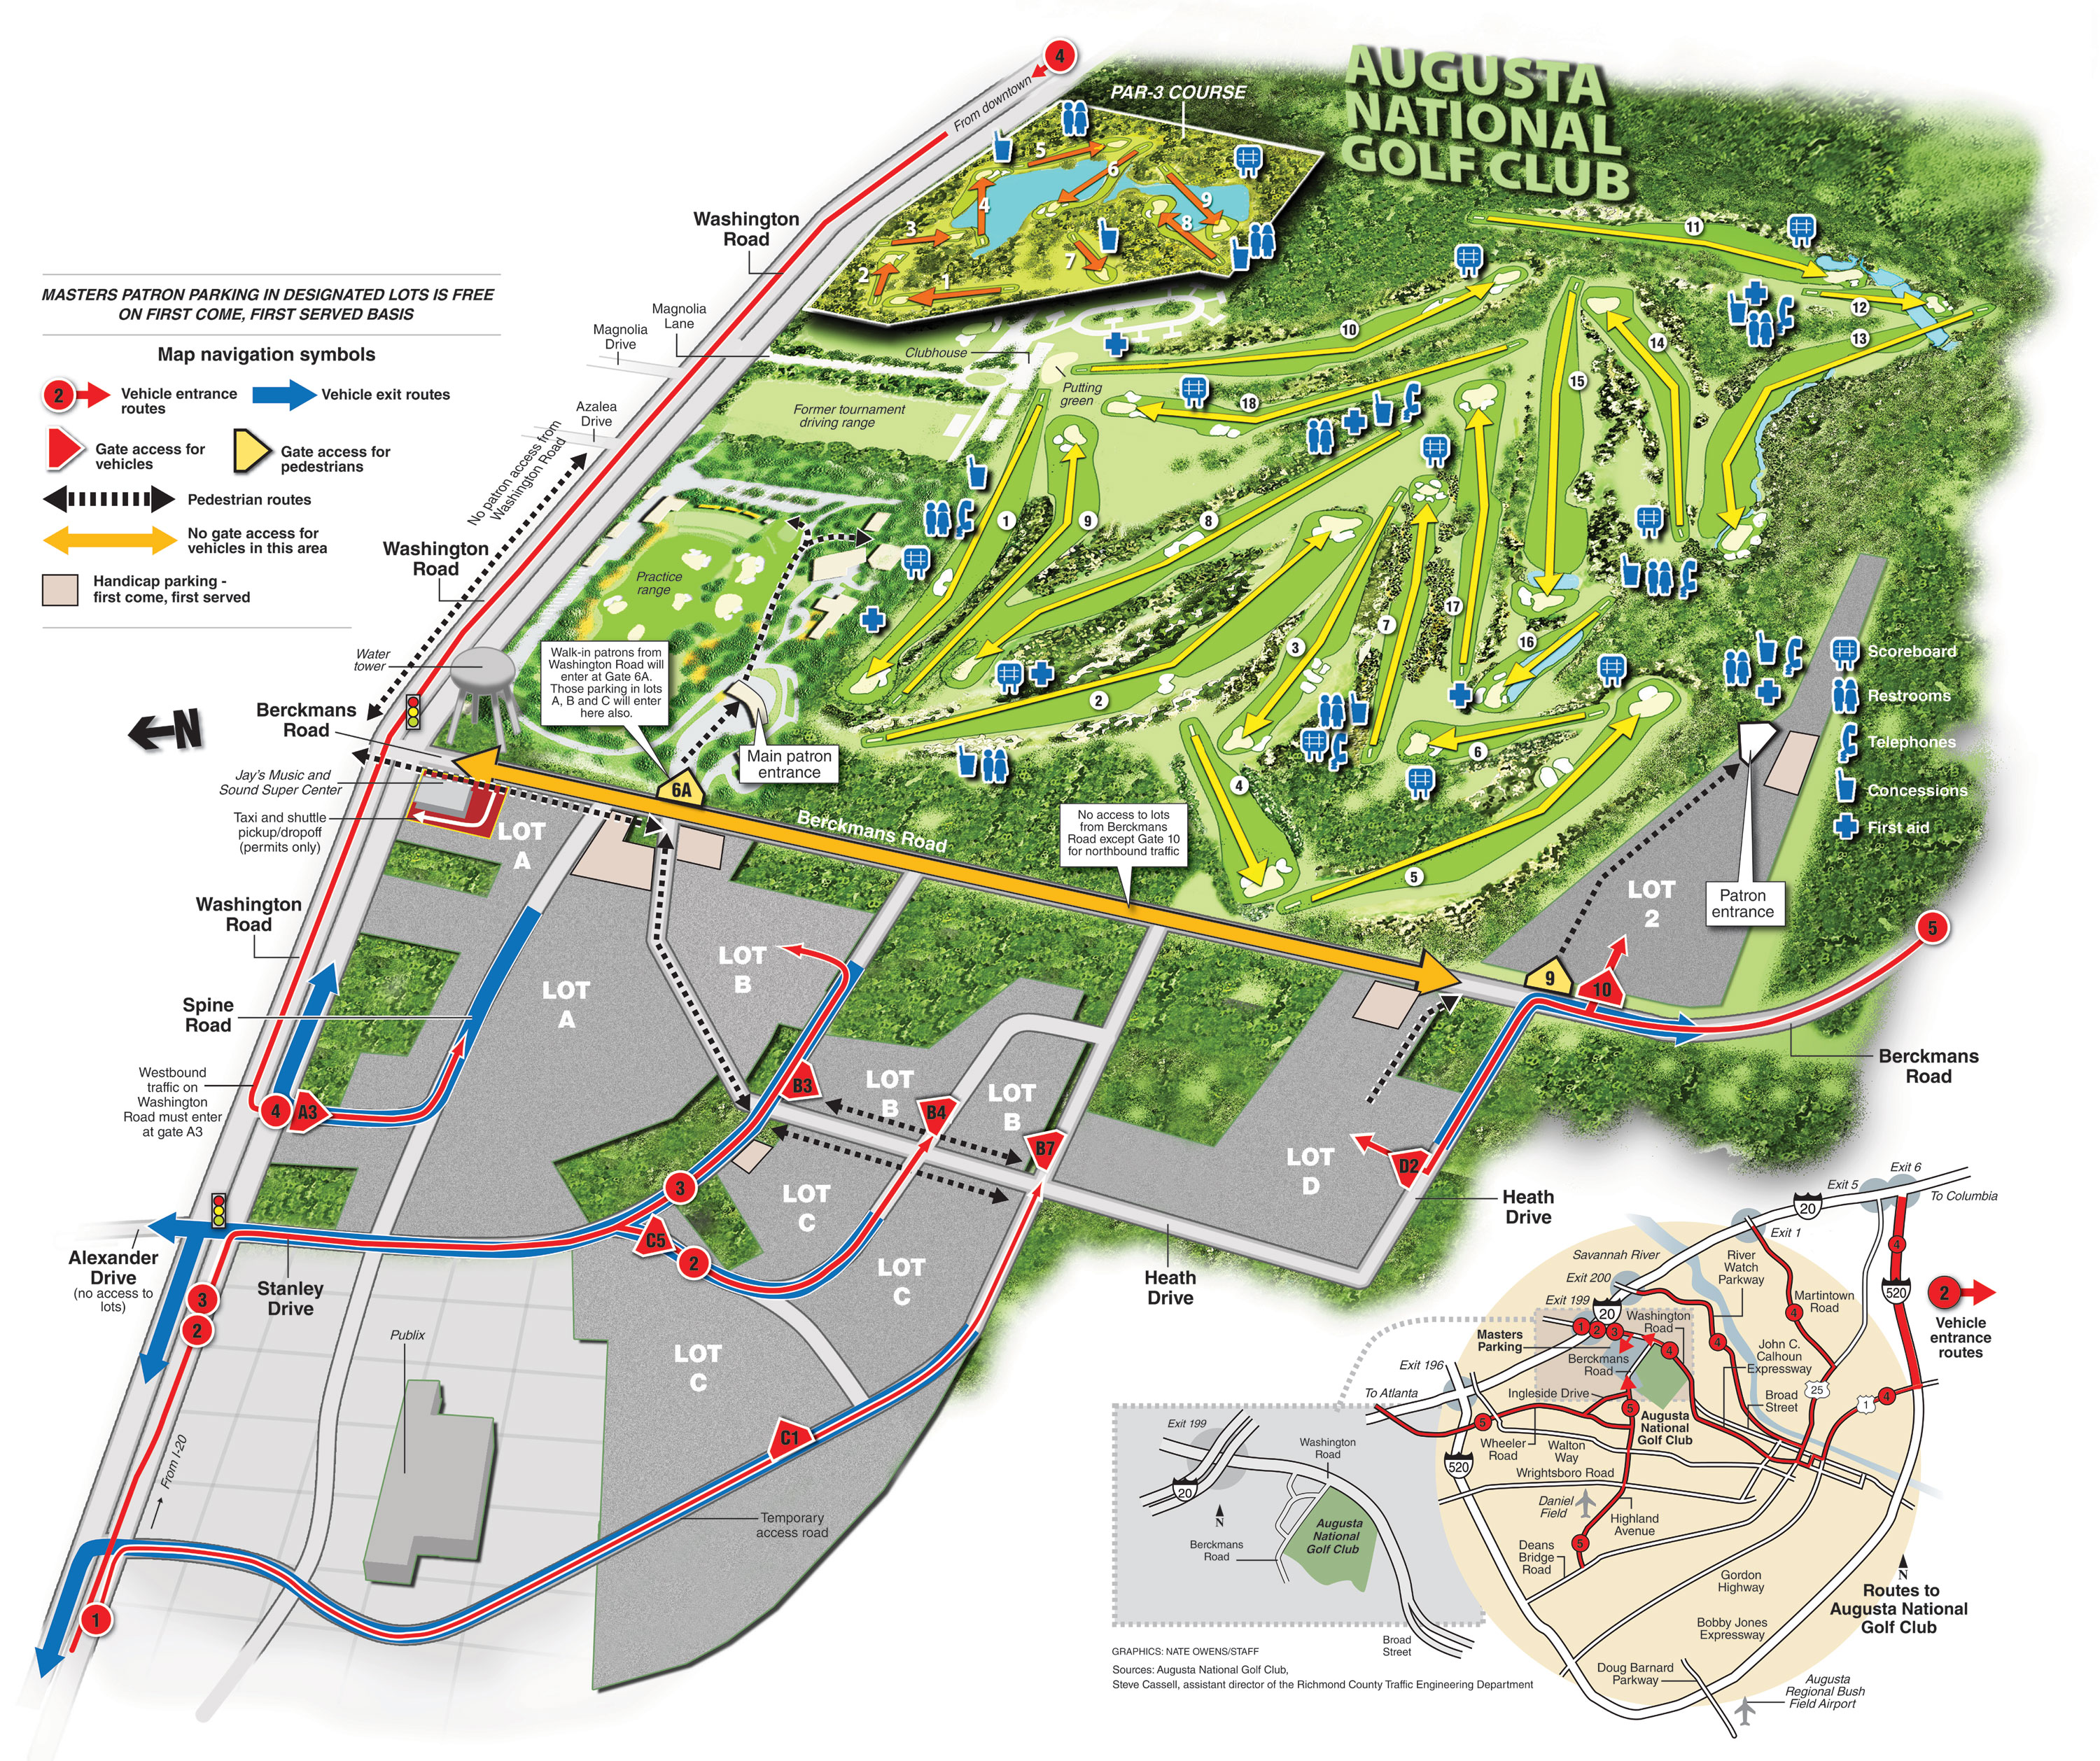 AUGUSTA
NATIONAL
GOLF CLUB
4
From downtown
PAR-3 COURSE
5
6
4
9
8
3
7
2
1
Washington
Road
MASTERS PATRON PARKING IN DESIGNATED LOTS IS FREE
ON FIRST COME, FIRST SERVED BASIS
Map navigation symbols
2
Vehicle entrance
routes
Vehicle exit routes
Gate access for
vehicles
Gate access for
pedestrians
Pedestrian routes
No gate access for
vehicles in this area
Handicap parking -
first come, first served
Magnolia
Lane
Magnolia
Drive
Azalea
Drive
No patron access from
Washington Road
Washington
Road
Clubhouse
Putting
green
Former tournament
driving range
Practice
range
11
12
13
10
14
15
18
1
9
8
17
7
16
3
2
6
4
5
Water
tower
Walk-in patrons from
Washington Road will
enter at Gate 6A.
Those parking in lots
A, B and C will enter
here also.
Main patron
entrance
6A
N
Berckmans
Road
Jay's Music and
Sound Super Center
Taxi and shuttle
pickup/dropoff
(permits only)
LOT
A
Berckmans Road
No access to lots
from Berckmans
Road except Gate 10
for northbound traffic
Scoreboard
Restrooms
Telephones
Concessions
First aid
LOT
2
Patron
entrance
5
9
10
Berckmans
Road
Washington
Road
Spine
Road
Westbound
traffic on
Washington
Road must enter
at gate A3
4
A3
LOT
A
LOT
B
B3
LOT
B
B4
LOT
B
B7
LOT
D
D2
Heath
Drive
Heath
Drive
3
C5
2
LOT
C
LOT
C
LOT
C
C1
Alexander
Drive
(no access to
lots)
Stanley
Drive
3
2
Publix
From I-20
Temporary
access road
1
Exit 199
20
N
Washington
Road
Berckmans
Road
Augusta
National
Golf Club
Broad
Street
Exit 6
Exit 5
To Columbia
20
Exit 1
Savannah River
River
Watch
Parkway
4
Exit 200
Exit 199
20
520
Martintown
Road
4
1
2
3
Washington
Road
Masters
Parking
4
4
John C.
Calhoun
Expressway
Berckmans
Road
Exit 196
To Atlanta
Ingleside Drive
25
Broad
Street
1
4
5
5
Augusta
National
Golf Club
Wheeler
Road
Walton
Way
520
Wrightsboro Road
Daniel
Field
Highland
Avenue
5
Deans
Bridge
Road
Gordon
Highway
Bobby Jones
Expressway
Doug Barnard
Parkway
Augusta
Regional Bush
Field Airport
2
Vehicle
entrance
routes
N
Routes to
Augusta National
Golf Club
GRAPHICS: NATE OWENS/STAFF
Sources: Augusta National Golf Club,
Steve Cassell, assistant director of the Richmond County Traffic Engineering Department